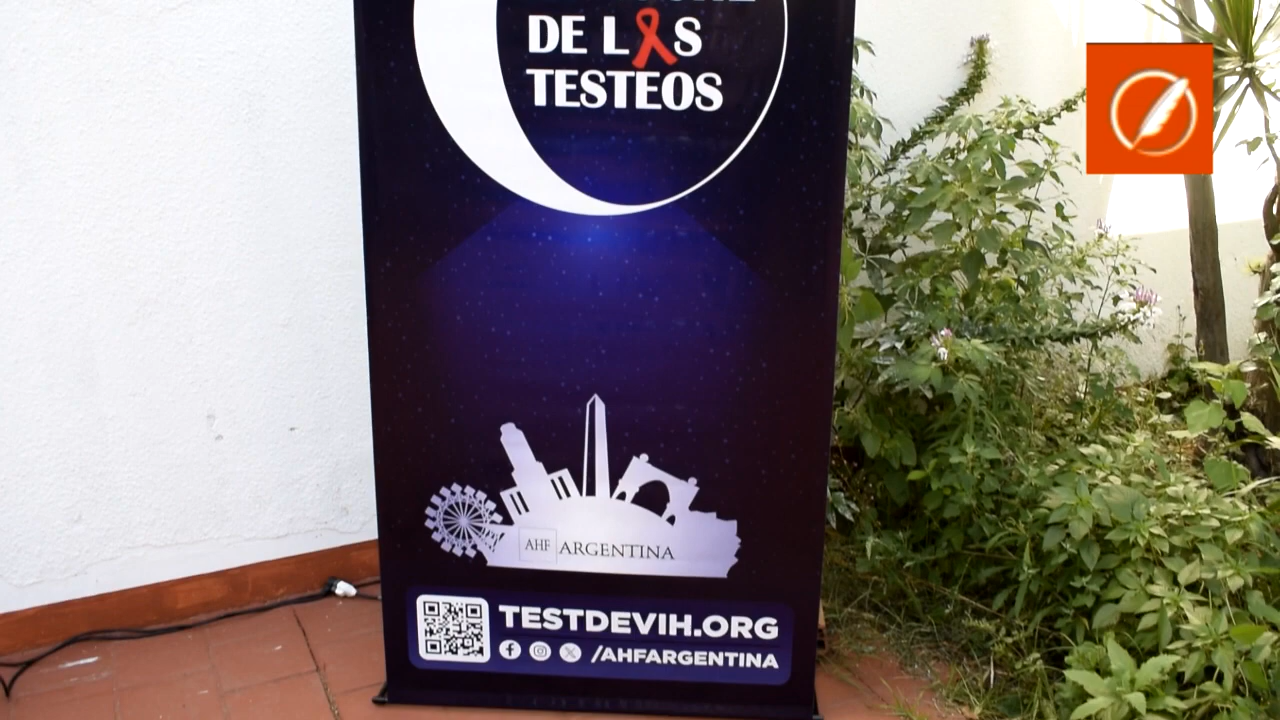 DE LAS
TESTEOS
AHF ARGENTINA
TESTDEVIH.ORG
/AHFARGENTINA